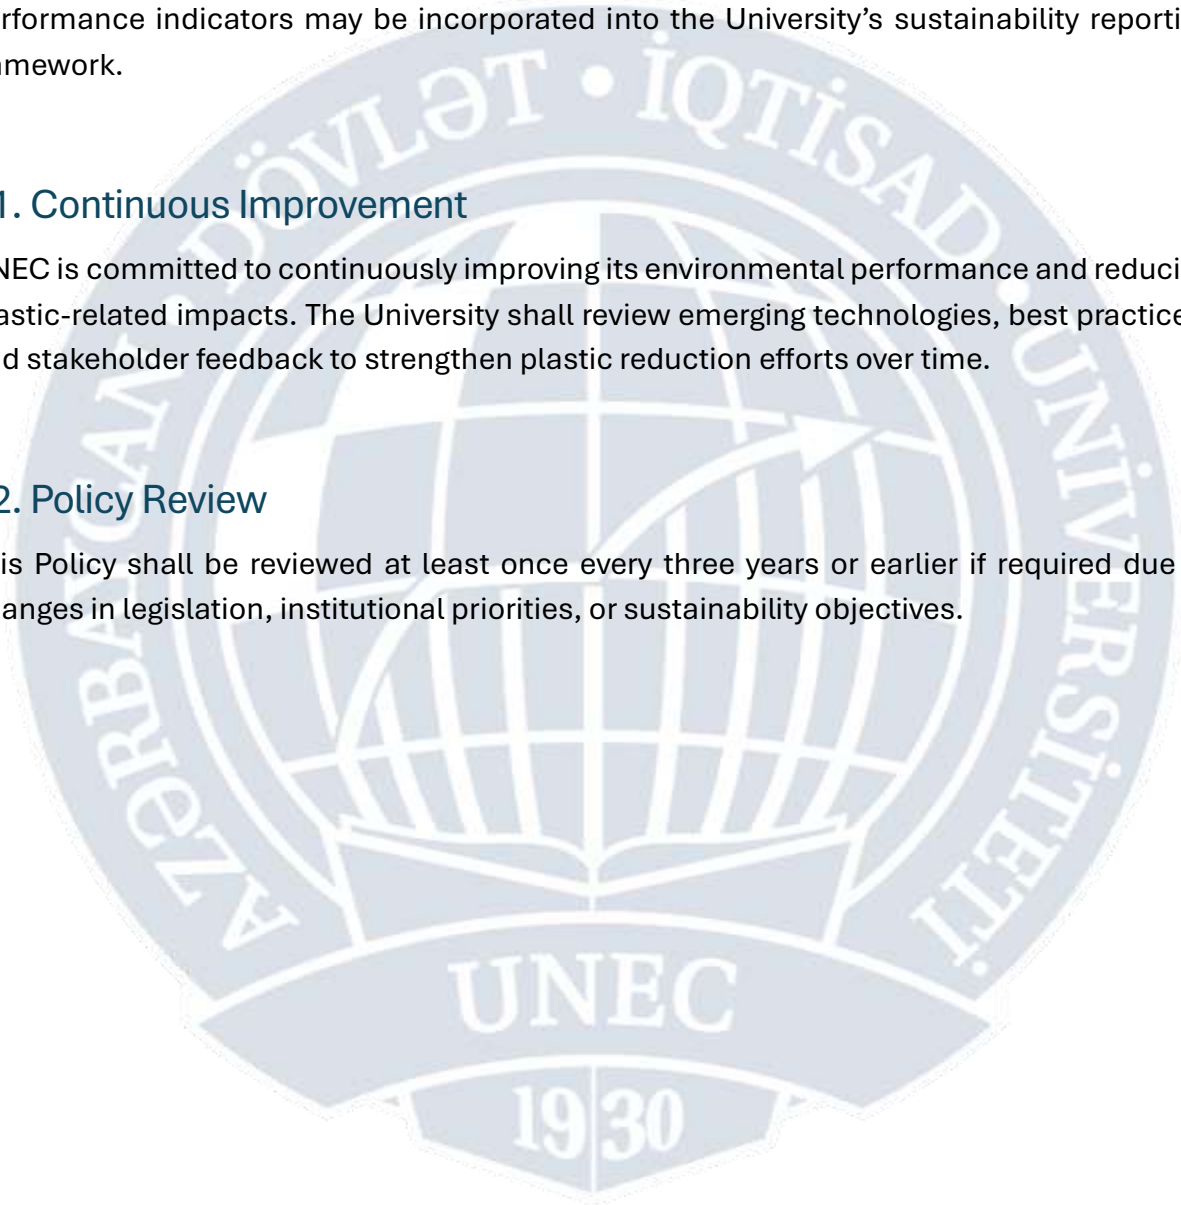 rformance indicators may be incorporated into the University's sustainability reporti
mework.
1. Continuous Improvement
NEC is committed to continuously improving its environmental performance and reduci
astic-related impacts. The University shall review emerging technologies, best practice
d stakeholder feedback to strengthen plastic reduction efforts over time.
2. Policy Review
is Policy shall be reviewed at least once every three years or earlier if required due
anges in legislation, institutional priorities, or sustainability objectives.
AZƏRBAYCAN • DÖVLƏT • İQTİSAD • UNİVERSİTETİ
UNEC
1930